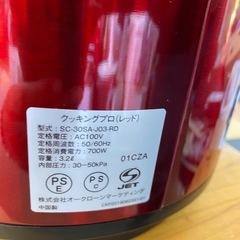 クッキングプロ(レッド)
型式: SC-30SA-J03-RD
定格電圧: AC100V
定格周波数: 50/60Hz
定格消費電力: 700W
容量: 3.2ℓ
01CZA
内部圧力: 30~50kPa
PS
E
PS
C
JET
株式会社オークローンマーケティング
中国製